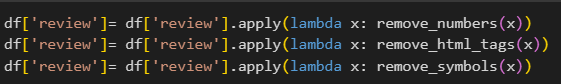 df['review']= df['review'].apply(lambda x: remove_numbers(x))
df['review']= df['review'].apply(lambda x: remove_html_tags(x))
df['review']= df['review'].apply(lambda x: remove_symbols(x))